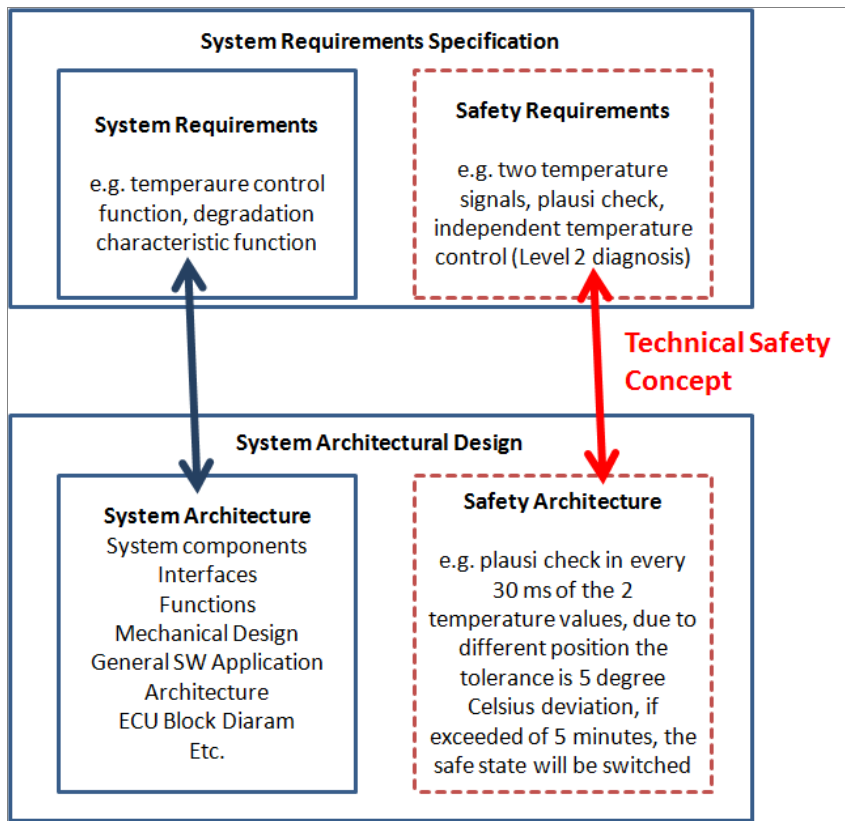 System Requirements Specification
System Requirements
e.g. temperaure control
function, degradation
characteristic function
Safety Requirements
e.g. two temperature
signals, plausi check,
independent temperature
control (Level 2 diagnosis)
Technical Safety
Concept
System Architectural Design
System Architecture
System components
Interfaces
Functions
Mechanical Design
General SW Application
Architecture
ECU Block Diaram
Etc.
Safety Architecture
e.g. plausi check in every
30 ms of the 2
temperature values, due to
different position the
tolerance is 5 degree
Celsius deviation, if
exceeded of 5 minutes, the
safe state will be switched